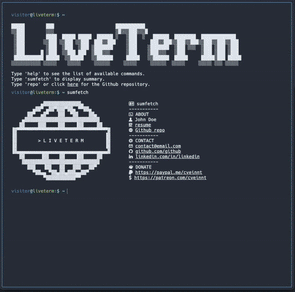 visitor@liveterm:$ ~
LiveTerm
Type 'help' to see the list of available commands.
Type 'sumfetch' to display summary.
Type 'repo' or click here for the Github repository.
visitor@liveterm:$ ~ sumfetch
sumfetch
-----------
ABOUT
John Doe
resume
Github repo
-----------
>LIVETERM
CONTACT
contact@email.com
github.com/github
linkedin.com/in/linkedin
-----------
DONATE
https://paypal.me/cveinnt
https://patreon.com/cveinnt
visitor@liveterm:$ ~